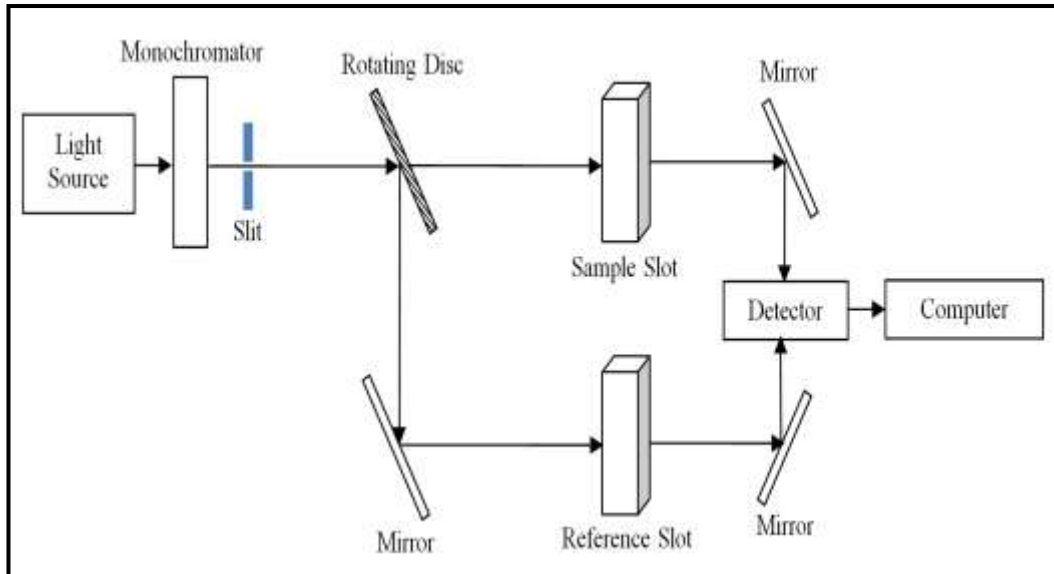 Monochromator
Rotating Disc
Mirror
Light
Source
Slit
Sample Slot
Detector
Computer
Mirror
Reference Slot
Mirror